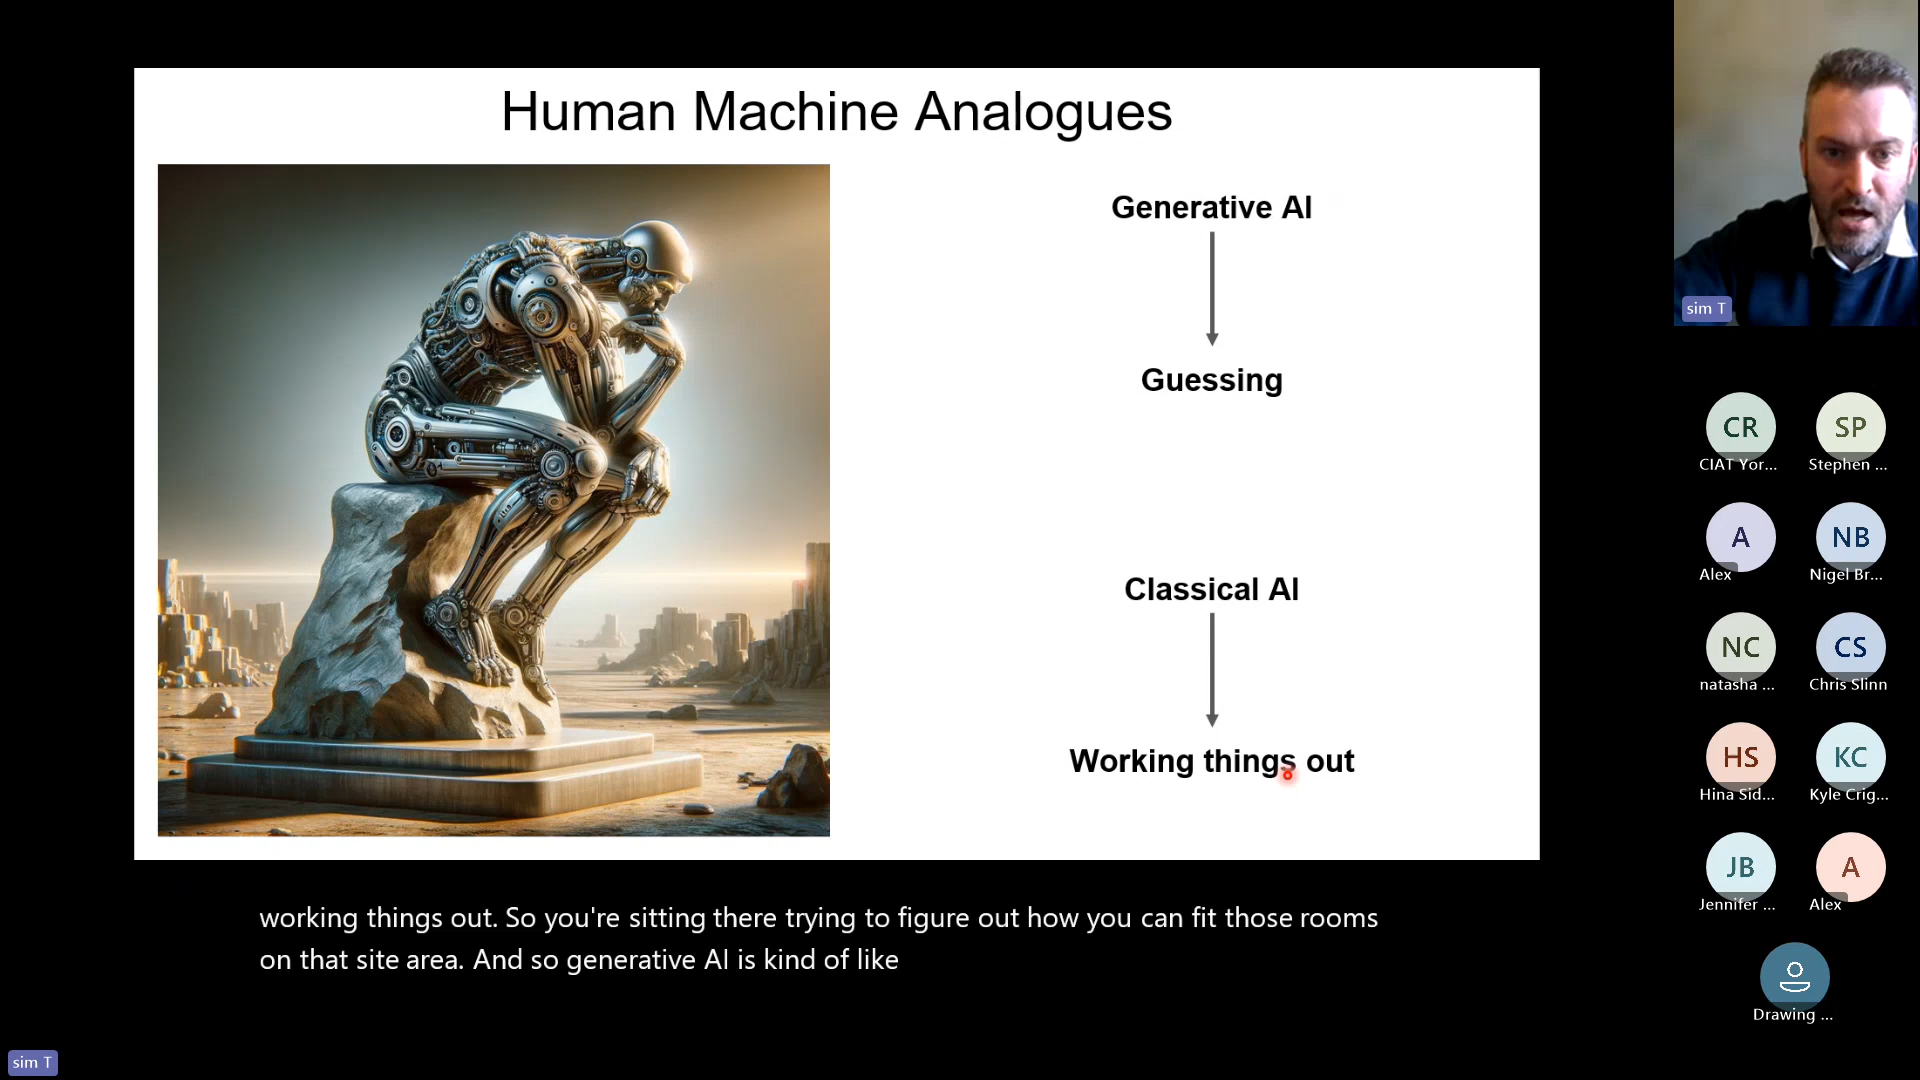 Human Machine Analogues
Generative AI
Guessing
Classical AI
Working things out
working things out. So you're sitting there trying to figure out how you can fit those rooms
on that site area. And so generative AI is kind of like
sim T
sim T
CR
CIAT Yor...
SP
Stephen ...
A
Alex
NB
Nigel Br...
NC
natasha ...
CS
Chris Slinn
HS
Hina Sid...
KC
Kyle Crig...
JB
Jennifer ...
A
Alex
Drawing ...